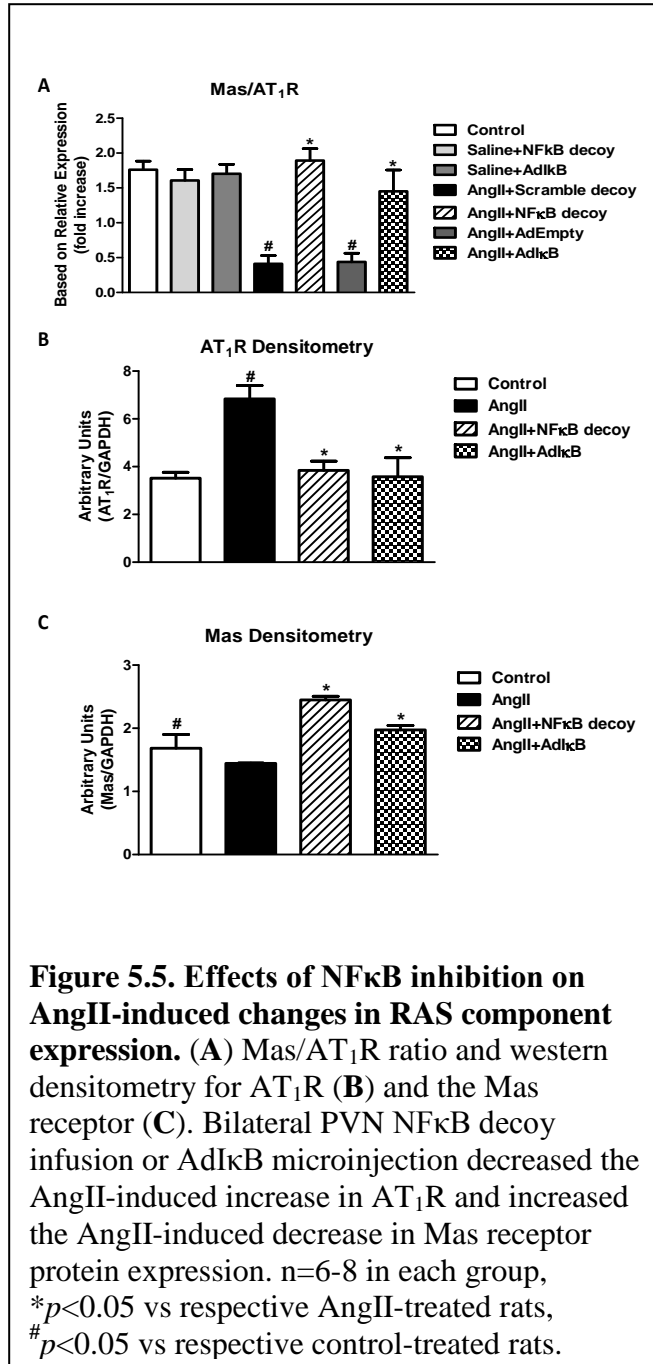 A
Mas/AT₁R
Based on Relative Expression
(fold increase)
2.5
2.0
1.5
1.0
0.5
0.0
#
*
#
*
Control
Saline+NFkB decoy
Saline+AdIkB
AngII+Scramble decoy
AngII+NFκB decoy
AngII+AdEmpty
AngII+AdIκB
B
AT₁R Densitometry
Arbitrary Units
(AT₁R/GAPDH)
8
6
4
2
0
#
*
*
Control
AngII
AngII+NFκB decoy
AngII+AdIκB
C
Mas Densitometry
Arbitrary Units
(Mas/GAPDH)
3
2
1
0
#
*
*
Control
AngII
AngII+NFκB decoy
AngII+AdIκB
Figure 5.5. Effects of NFκB inhibition on
AngII-induced changes in RAS component
expression. (A) Mas/AT₁R ratio and western
densitometry for AT₁R (B) and the Mas
receptor (C). Bilateral PVN NFκB decoy
infusion or AdIκB microinjection decreased the
AngII-induced increase in AT₁R and increased
the AngII-induced decrease in Mas receptor
protein expression. n=6-8 in each group,
*p<0.05 vs respective AngII-treated rats,
#p<0.05 vs respective control-treated rats.